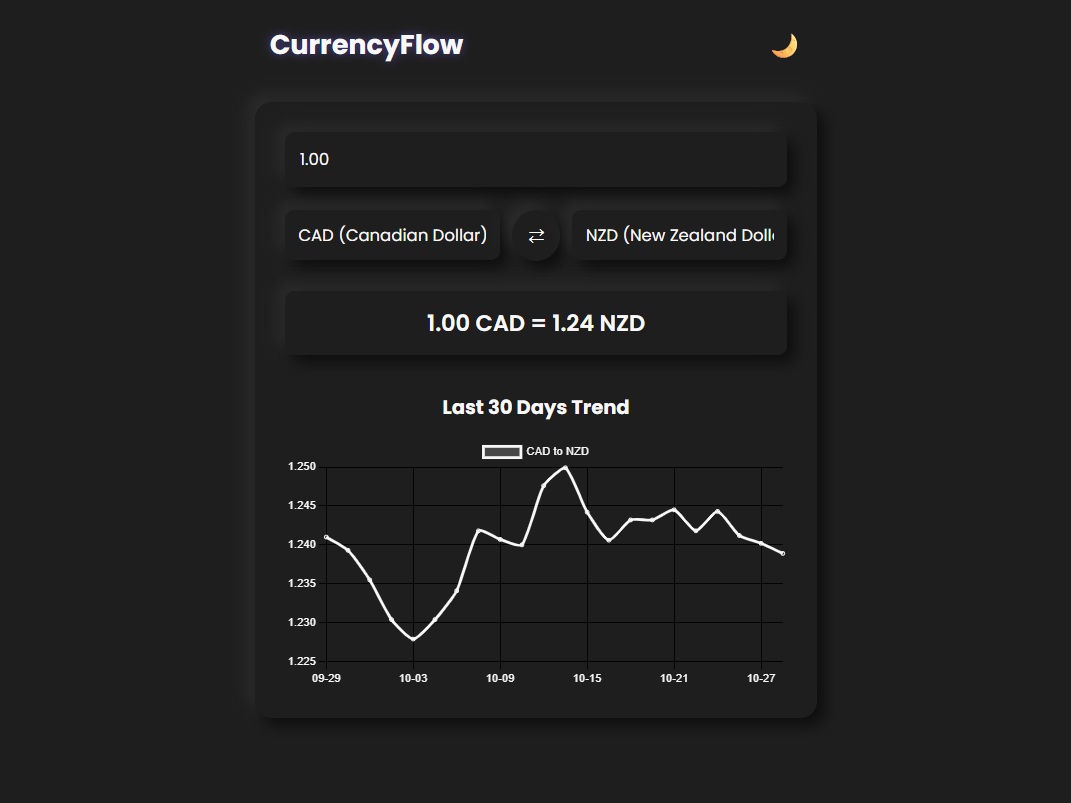 CurrencyFlow
1.00
CAD (Canadian Dollar)
NZD (New Zealand Doll
1.00 CAD = 1.24 NZD
Last 30 Days Trend
CAD to NZD
1.250
1.245
1.240
1.235
1.230
1.225
09-29 10-03 10-09 10-15 10-21 10-27